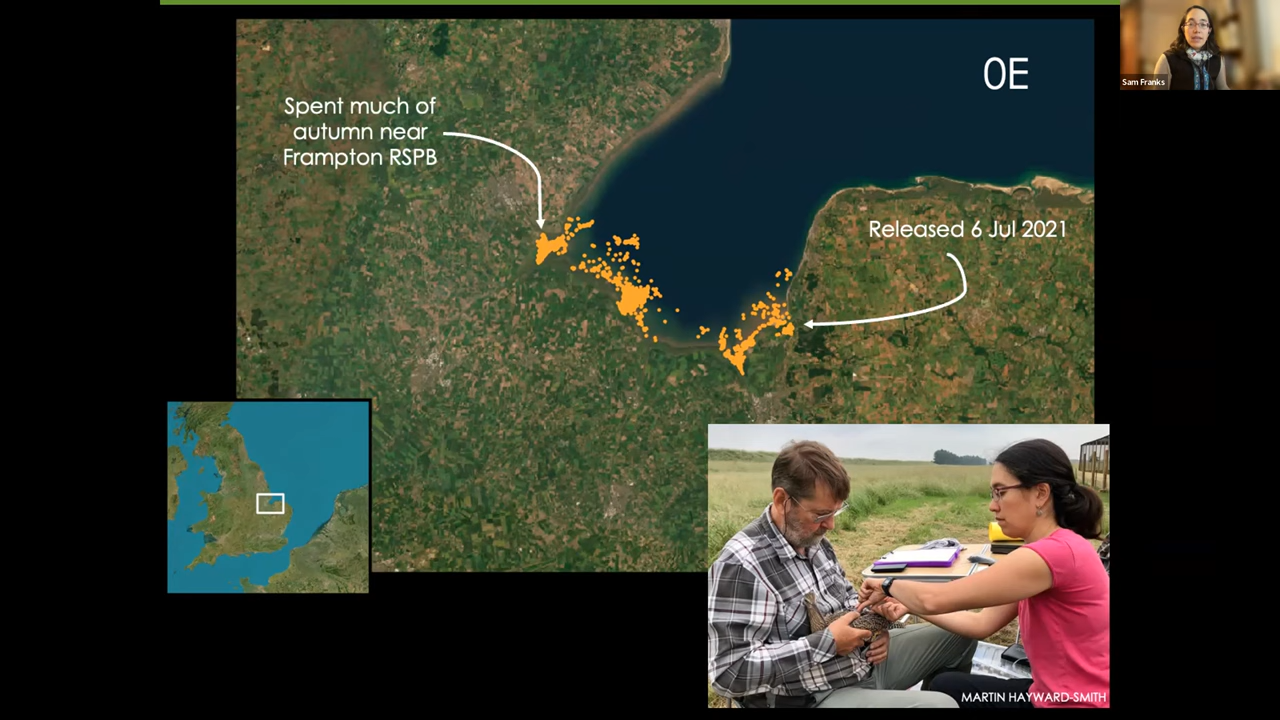 0E
Sam Franks
Spent much of
autumn near
Frampton RSPB
Released 6 Jul 2021
MARTIN HAYWARD-SMITH